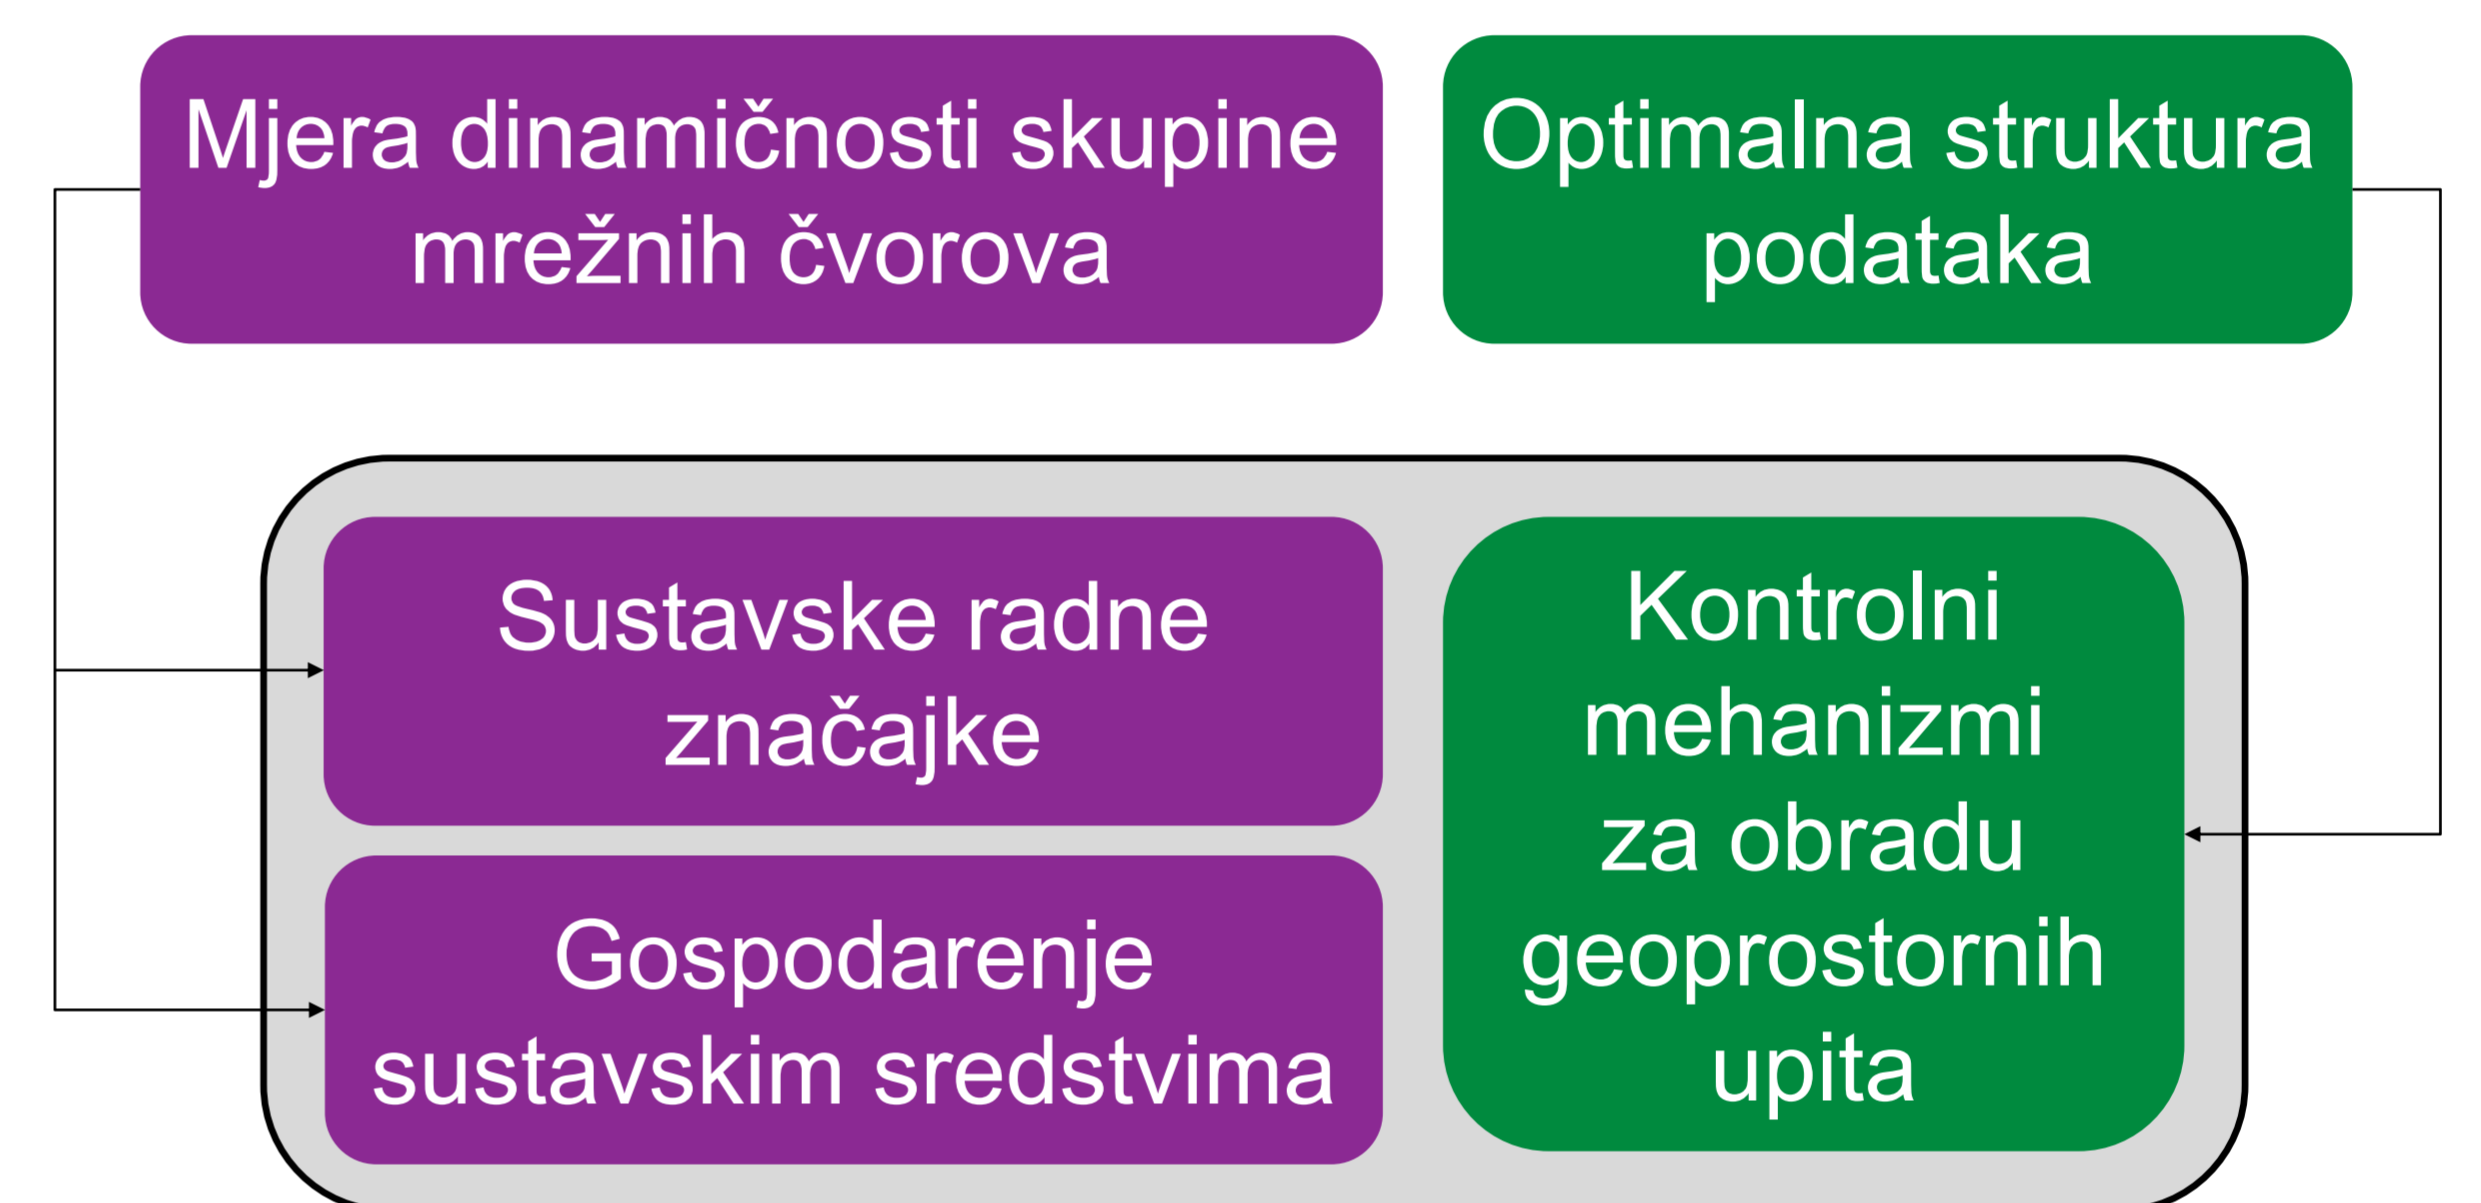 Mjera dinamičnosti skupine
mrežnih čvorova
Optimalna struktura
podataka
Sustavske radne
značajke
Gospodarenje
sustavskim sredstvima
Kontrolni
mehanizmi
za obradu
geoprostornih
upita